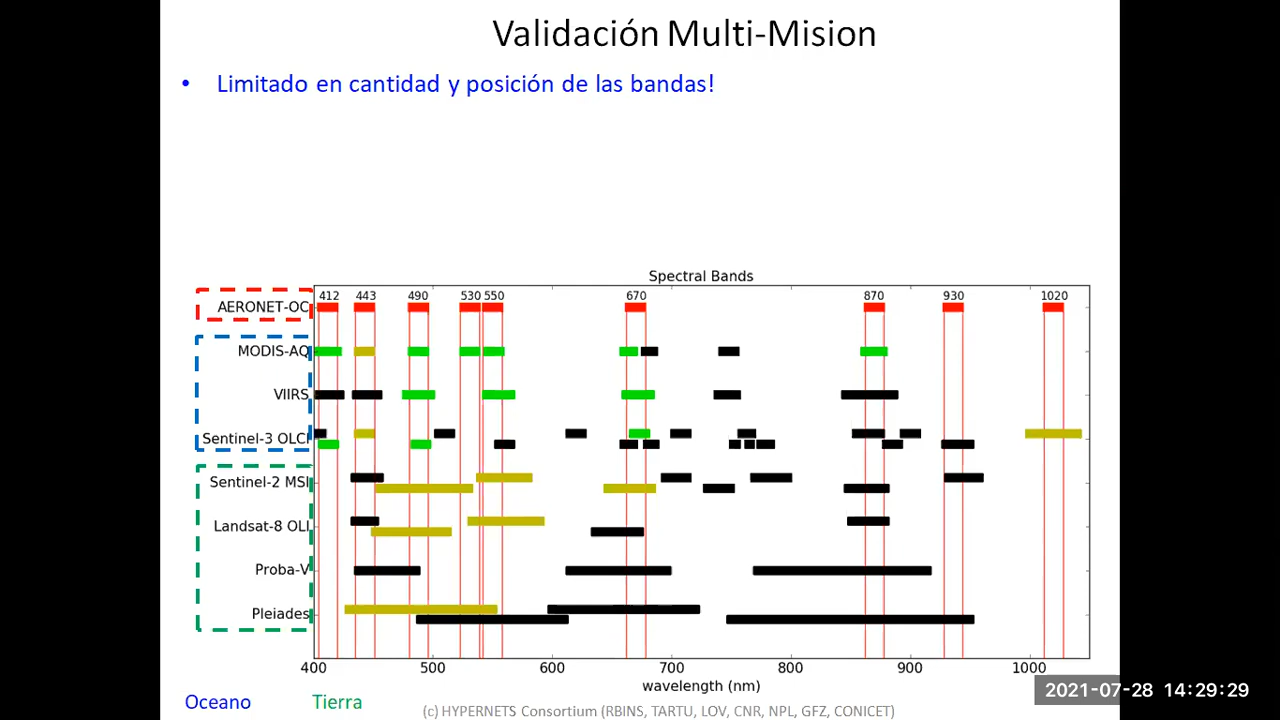 Validación Multi-Mision
• Limitado en cantidad y posición de las bandas!
Spectral Bands
412 443 490 530 550 670 870 930 1020
AERONET-OC
MODIS-AQ
VIIRS
Sentinel-3 OLCI
Sentinel-2 MSI
Landsat-8 OLI
Proba-V
Pleiades
400 500 600 700 800 900 1000
wavelength (nm)
2021-07-28 14:29:29
Oceano Tierra
(c) HYPERNETS Consortium (RBINS, TARTU, LOV, CNR, NPL, GFZ, CONICET)